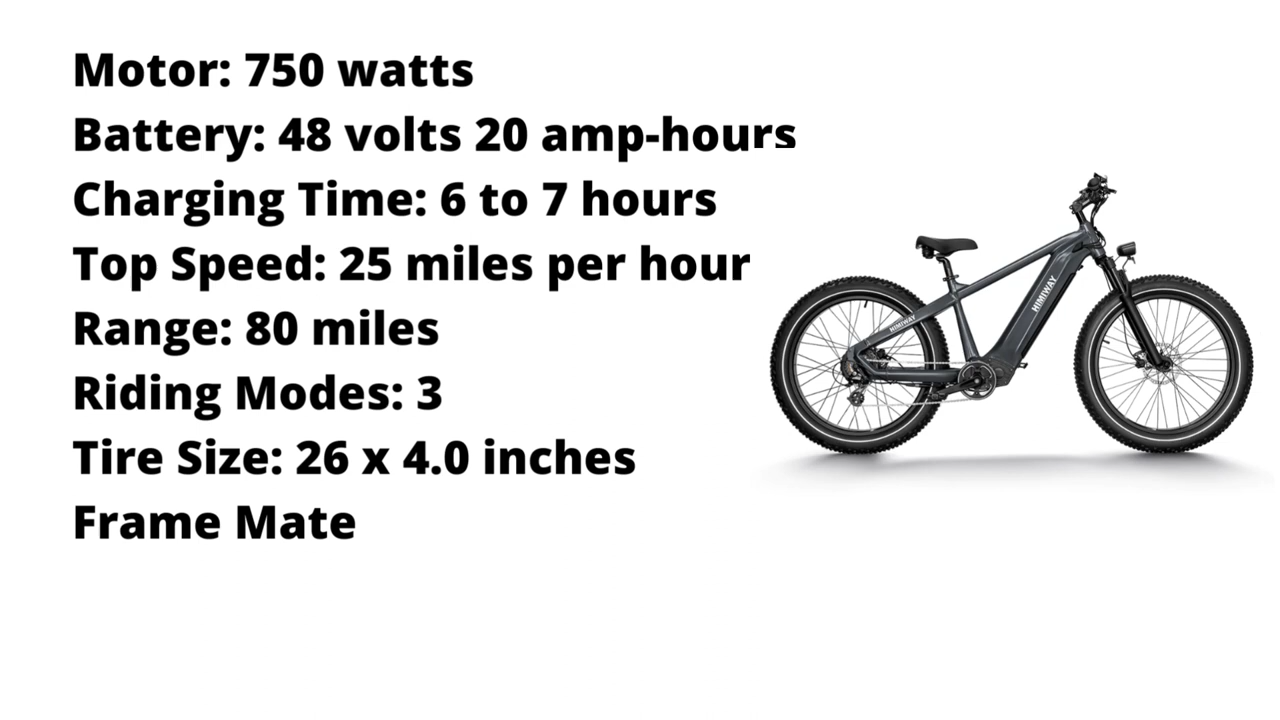 Motor: 750 watts
Battery: 48 volts 20 amp-hours
Charging Time: 6 to 7 hours
Top Speed: 25 miles per hour
Range: 80 miles
Riding Modes: 3
Tire Size: 26 x 4.0 inches
Frame Mate
HIMIWAY
HIMIWAY